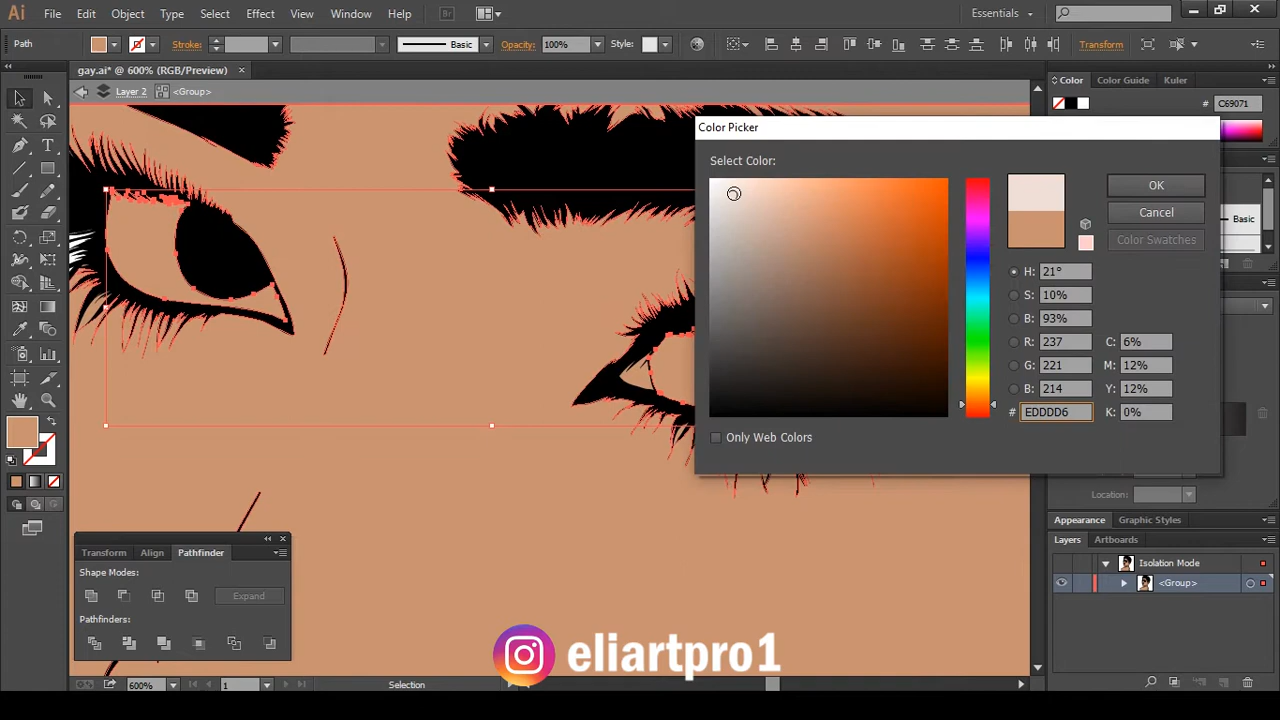 Ai File Edit Object Type Select Effect View Window Help Br Essentials
Path Stroke: Basic Opacity: 100% Style: Transform
gay.ai* @ 600% (RGB/Preview)
Layer 2 <Group>
Color Color Guide Kuler
# C69071
Color Picker
Select Color:
OK
Cancel
Color Swatches
H: 21°
S: 10%
B: 93%
R: 237 C: 6%
G: 221 M: 12%
B: 214 Y: 12%
# EDDDD6 K: 0%
Only Web Colors
Basic
Location:
Appearance Graphic Styles
Layers Artboards
Isolation Mode
<Group>
Transform Align Pathfinder
Shape Modes:
Expand
Pathfinders:
eliartpro1
600% 1 Selection